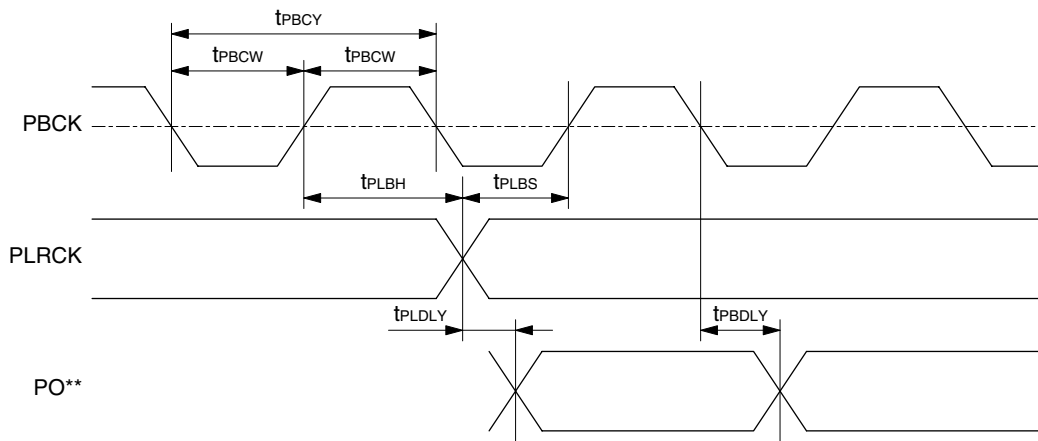 tPBCY
tPBCW tPBCW
PBCK
tPLBH tPLBS
PLRCK
tPLDLY tPBDLY
PO**